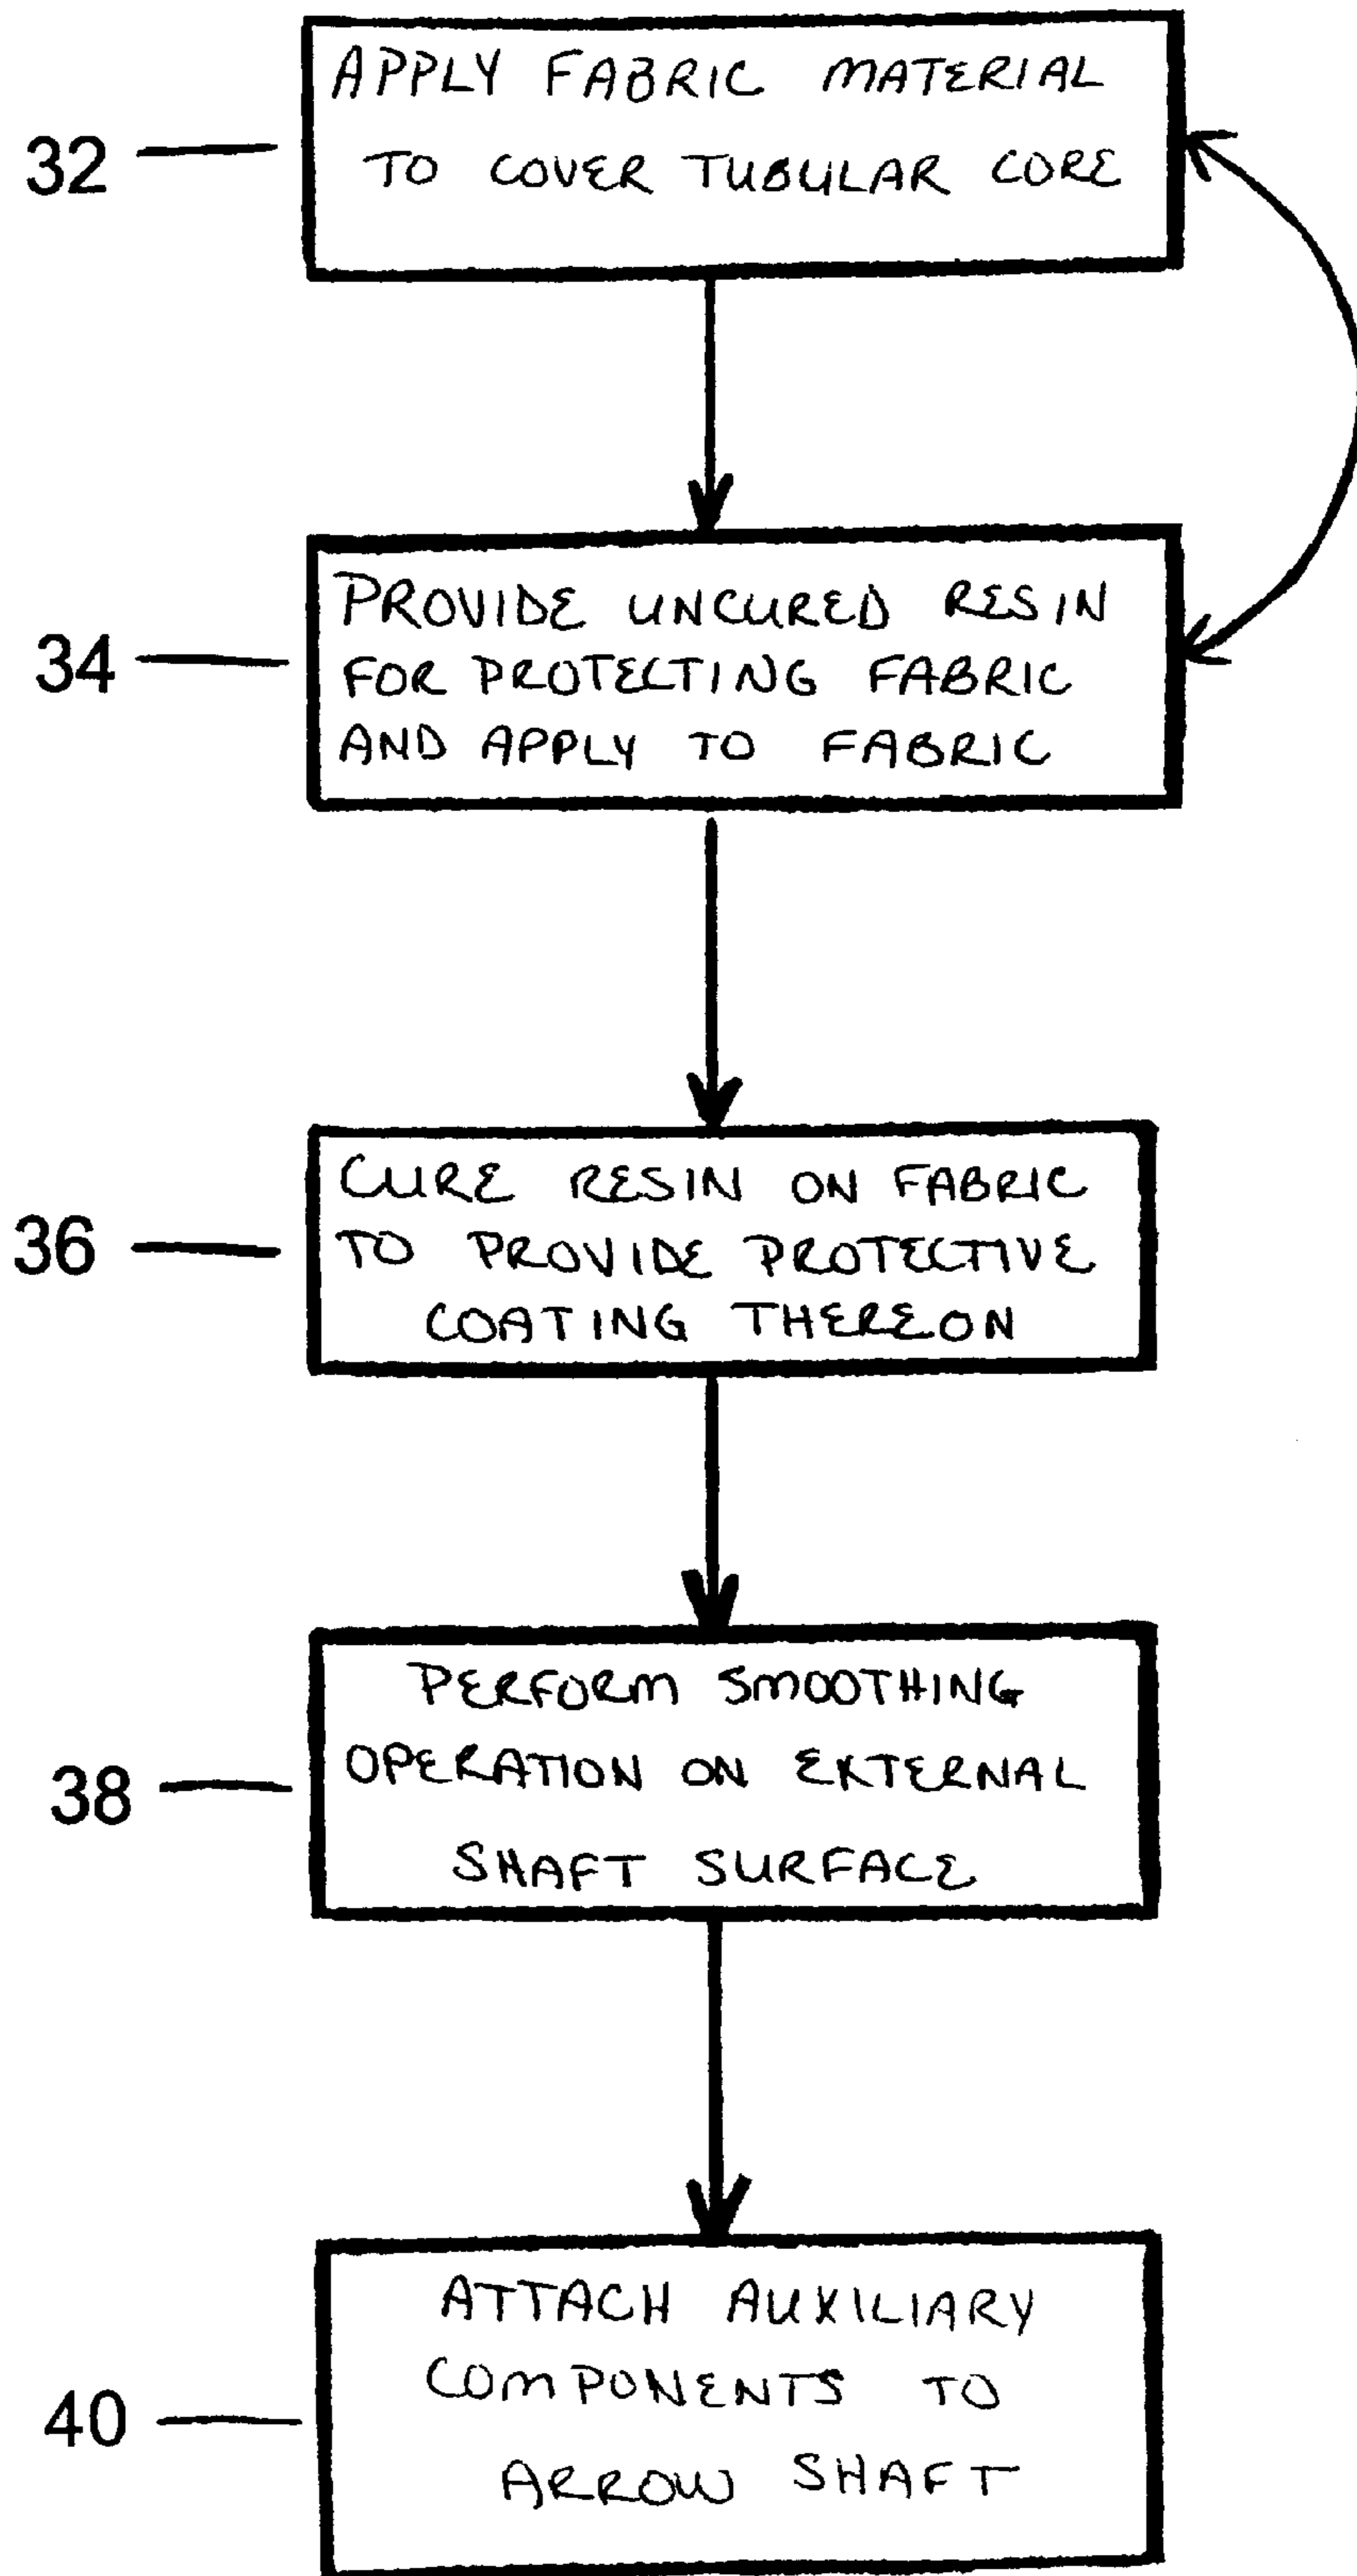 APPLY FABRIC MATERIAL
32
TO COVER TUBULAR CORE
PROVIDE UNCURED RESIN
34
FOR PROTECTING FABRIC
AND APPLY TO FABRIC
CURE RESIN ON FABRIC
36
TO PROVIDE PROTECTIVE
COATING THEREON
PERFORM SMOOTHING
38
OPERATION ON EXTERNAL
SHAFT SURFACE
ATTACH AUXILIARY
40
COMPONENTS TO
ARROW SHAFT